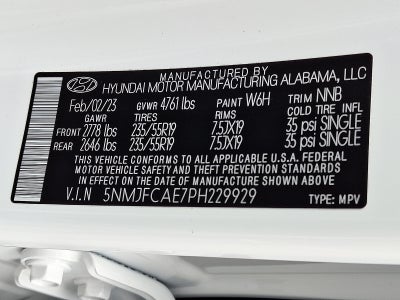 MANUFACTURED BY
HYUNDAI MOTOR MANUFACTURING ALABAMA, LLC
Feb/02/23 GVWR 4761 lbs PAINT W6H TRIM NNB
GAWR TIRES RIMS COLD TIRE INFL
FRONT 2778 lbs 235/55R19 7.5JX19 35 psi SINGLE
REAR 2646 lbs 235/55R19 7.5JX19 35 psi SINGLE
THIS VEHICLE CONFORMS TO ALL APPLICABLE U.S.A. FEDERAL
MOTOR VEHICLE SAFETY AND THEFT PREVENTION STANDARDS
IN EFFECT ON THE DATE OF MANUFACTURE SHOWN ABOVE
V.I.N 5NMJFCAE7PH229929 TYPE: MPV